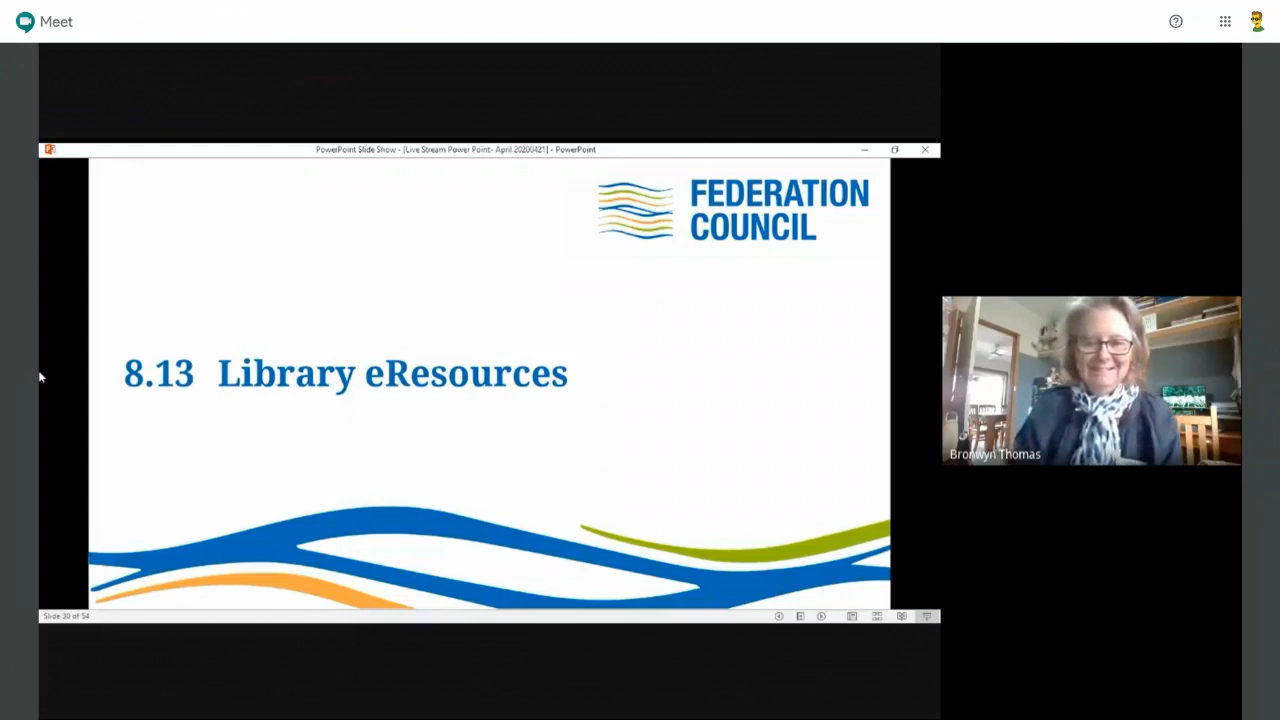 Meet
PowerPoint Slide Show - [Live Stream Power Point- April 20200421] - PowerPoint
FEDERATION
COUNCIL
8.13 Library eResources
Bronwyn Thomas
Slide 30 of 54